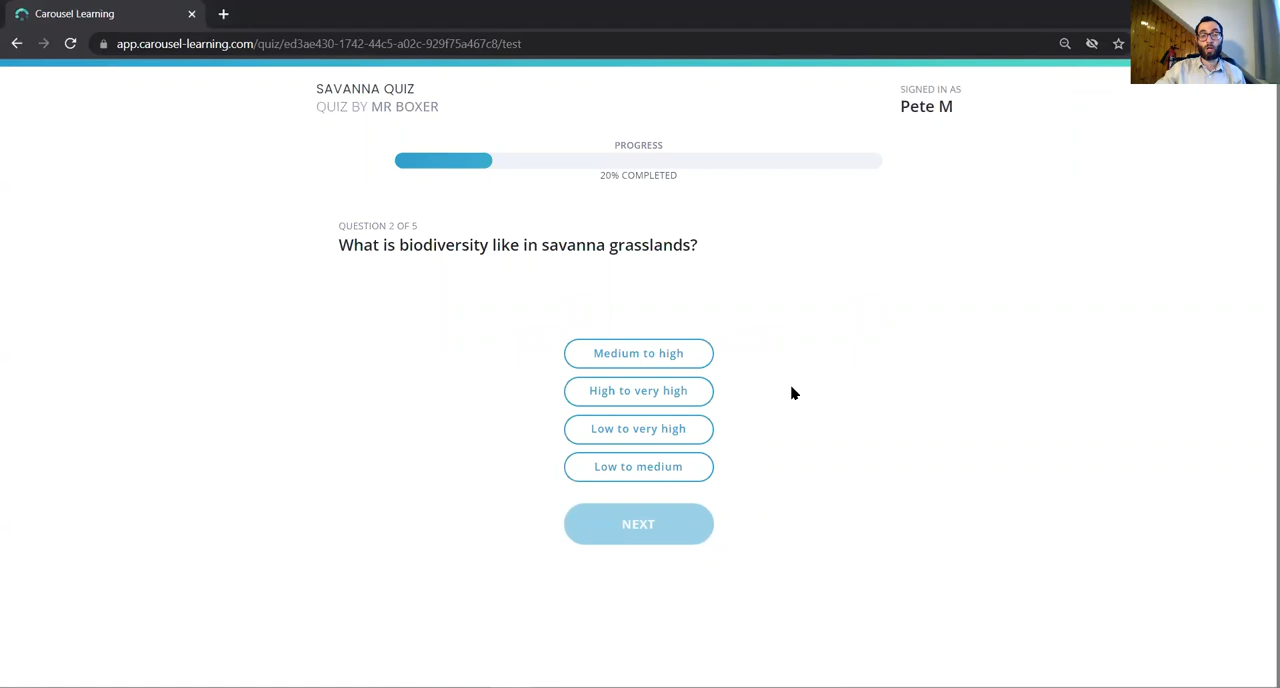 Carousel Learning
app.carousel-learning.com/quiz/ed3ae430-1742-44c5-a02c-929f75a467c8/test
SAVANNA QUIZ
QUIZ BY MR BOXER
SIGNED IN AS
Pete M
PROGRESS
20% COMPLETED
QUESTION 2 OF 5
What is biodiversity like in savanna grasslands?
Medium to high
High to very high
Low to very high
Low to medium
NEXT